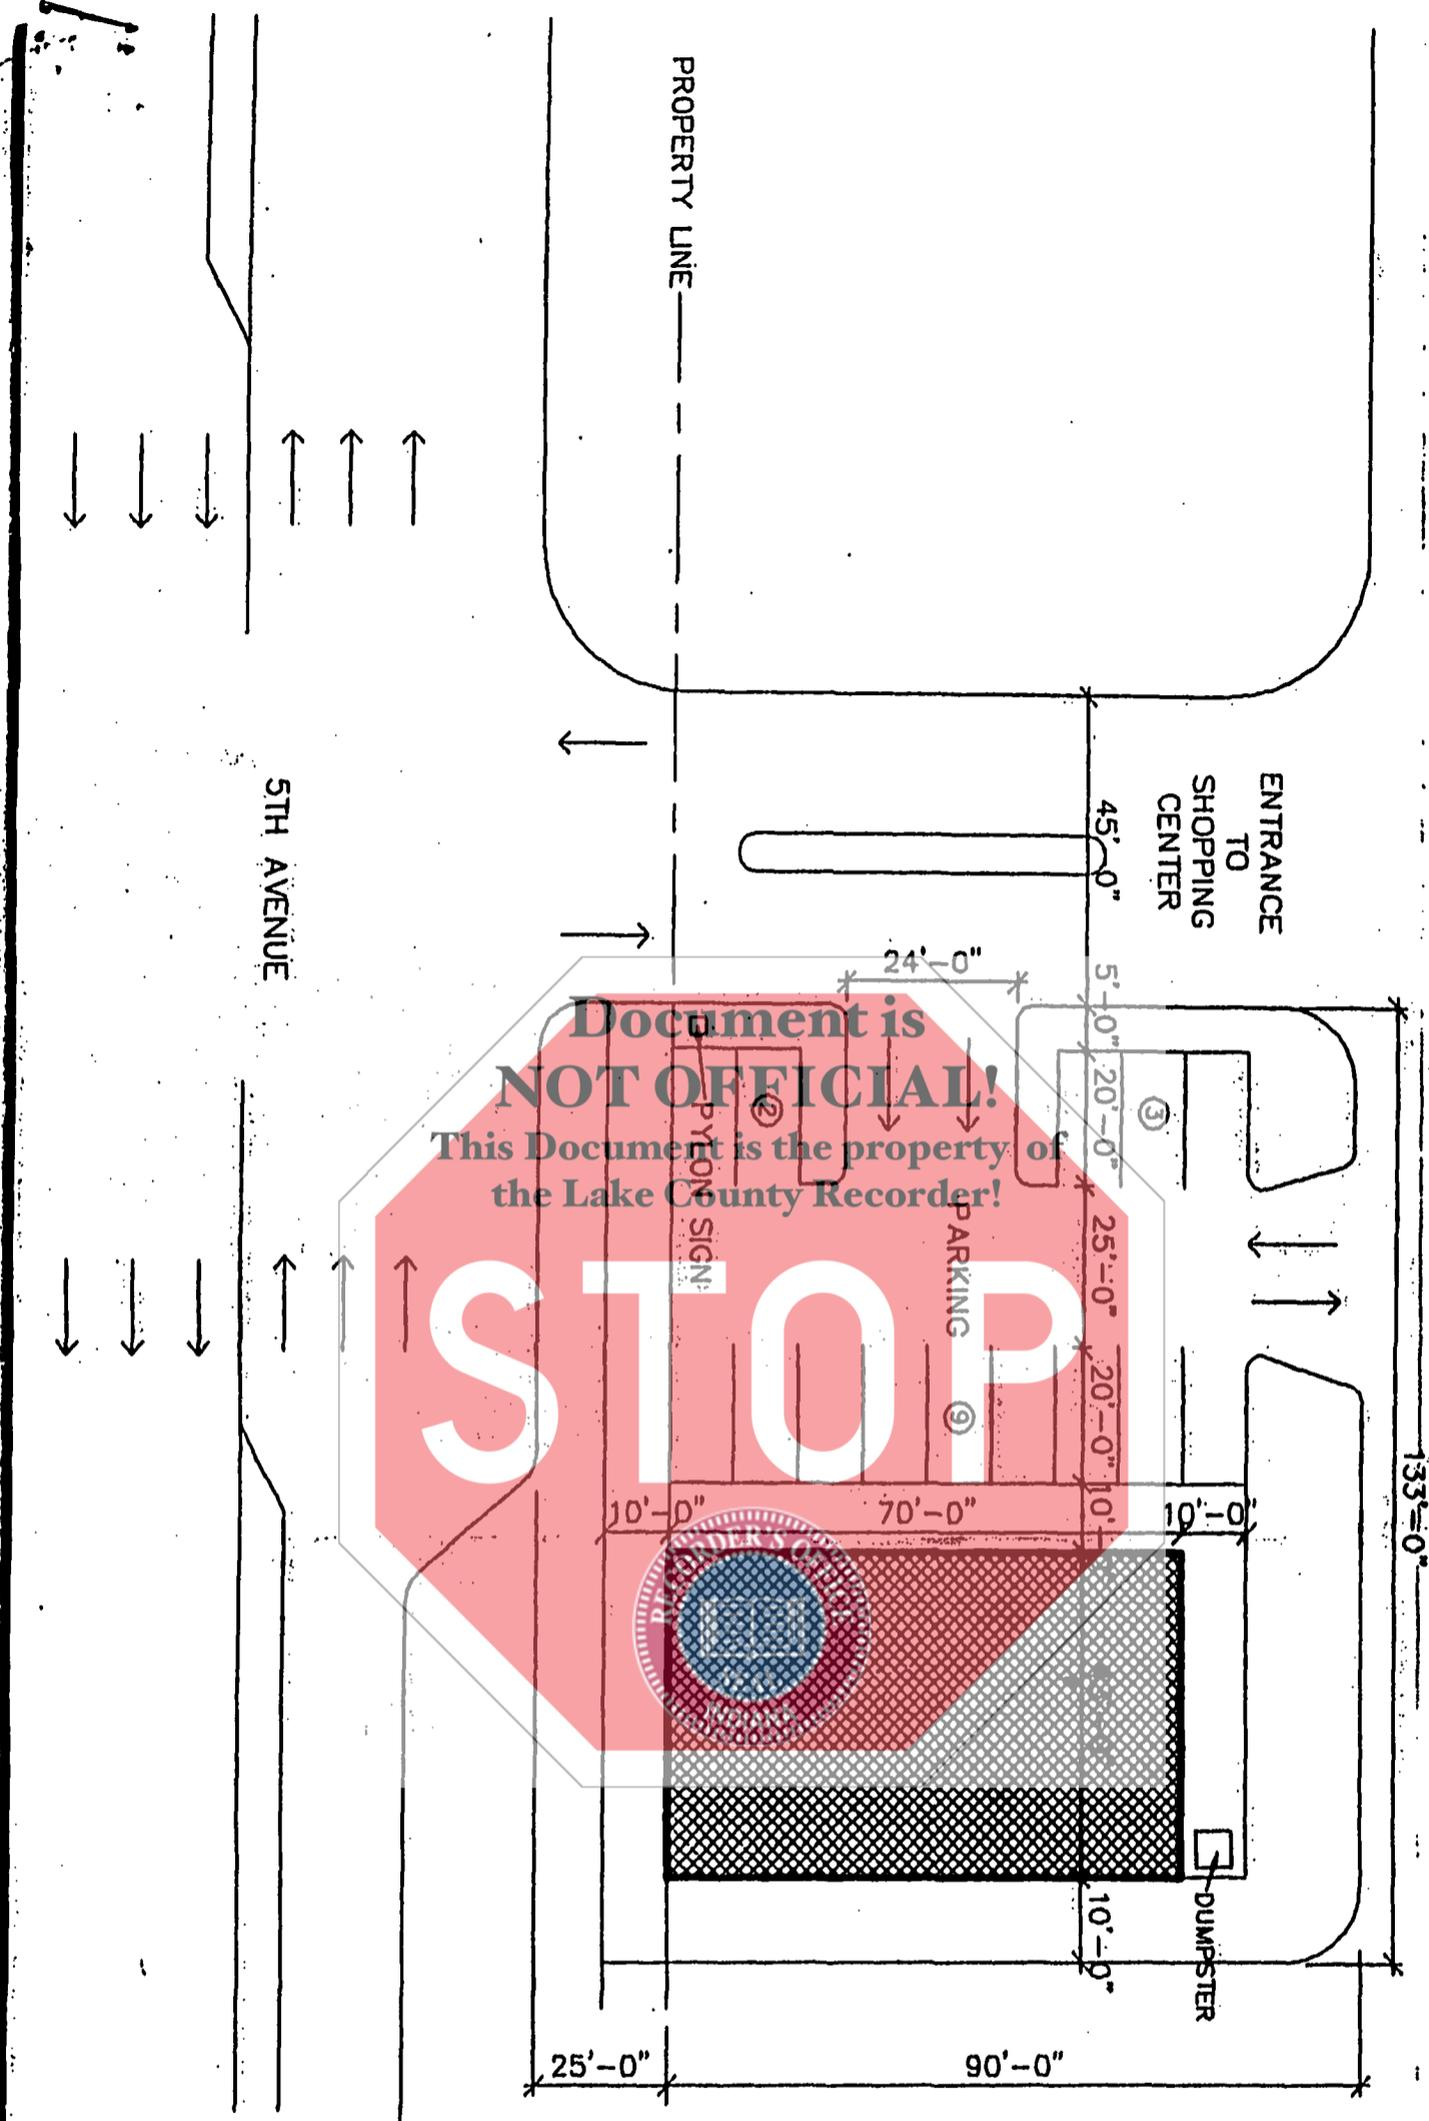 PROPERTY LINE
ENTRANCE
TO
SHOPPING
CENTER
45'-0"
5TH AVENUE
24'-0"
5'-0"
Document is
NOT OFFICIAL!
This Document is the property of
the Lake County Recorder!
STOP
PYLON SIGN
2
3
20'-0"
25'-0"
PARKING
9
20'-0"
133'-0"
10'-0"
70'-0"
10'-0"
10'-
RECORDER'S OFFICE
INDIANA
DUMPSTER
10'-0"
25'-0"
90'-0"